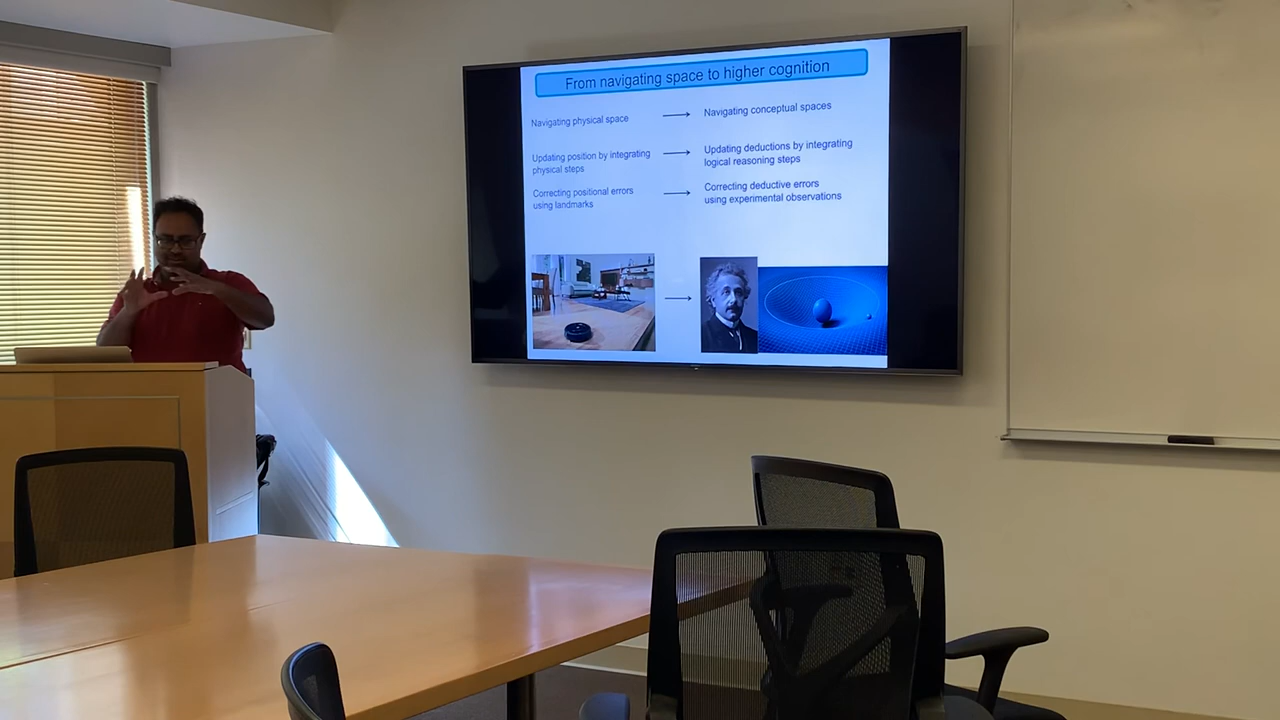 From navigating space to higher cognition
Navigating physical space → Navigating conceptual spaces
Updating position by integrating → Updating deductions by integrating
physical steps logical reasoning steps
Correcting positional errors → Correcting deductive errors
using landmarks using experimental observations